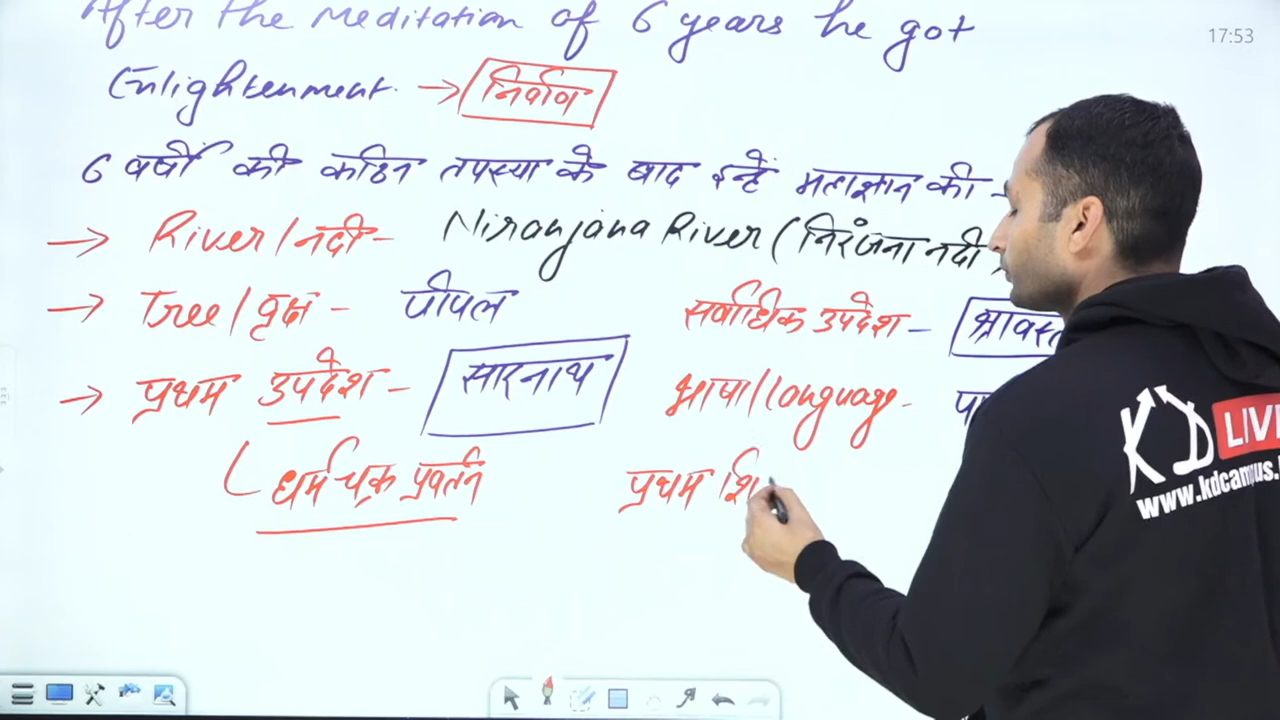 After the Meditation of 6 years he got
17:53
Enlightenment. → निर्वाण
6 वर्षों की कठिन तपस्या के बाद इन्हें महाज्ञान की
→ River/नदी - Niranjana River (निरंजना नदी
→ Tree/वृक्ष - पीपल
सर्वाधिक उपदेश - श्रावस्त
→ प्रथम उपदेश - सारनाथ
भाषा/language - पा
धर्म चक्र प्रवर्तन
प्रथम शि
KD LIVE
www.kdcampus.